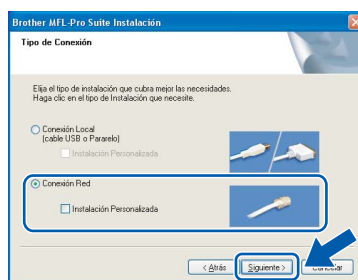 Brother MFL-Pro Suite Instalación
Tipo de Conexión
Elija el tipo de instalación que cubra mejor las necesidades.
Haga clic en el tipo de Instalación que necesite.
Conexión Local
(cable USB o Pararelo)
Instalación Personalizada
Conexión Red
Instalación Personalizada
< Atrás Siguiente > Cancelar